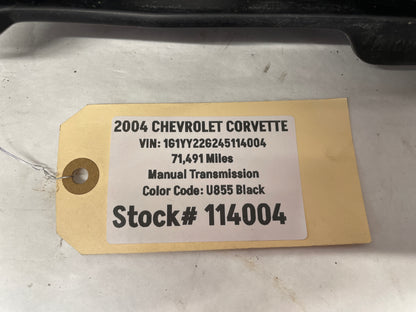 2004 CHEVROLET CORVETTE
VIN: 1G1YY22G245114004
71,491 Miles
Manual Transmission
Color Code: U855 Black
Stock# 114004